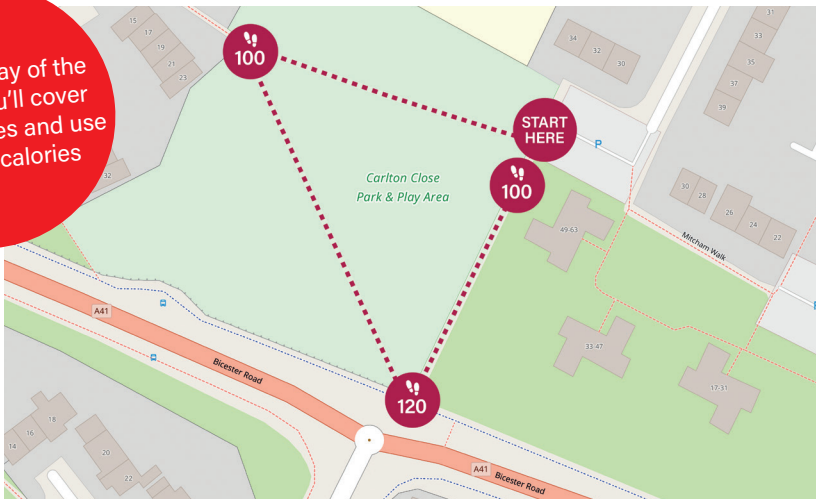 ay of the
u'll cover
es and use
calories
100
START
HERE
100
120
Carlton Close
Park & Play Area
Bicester Road
A41
A41
Bicester Road
Mitcham Walk
P
15
17
19
21
23
32
34
32
30
31
33
35
37
39
30
28
26
24
22
49-63
33-47
17-31
18
16
14
20
22